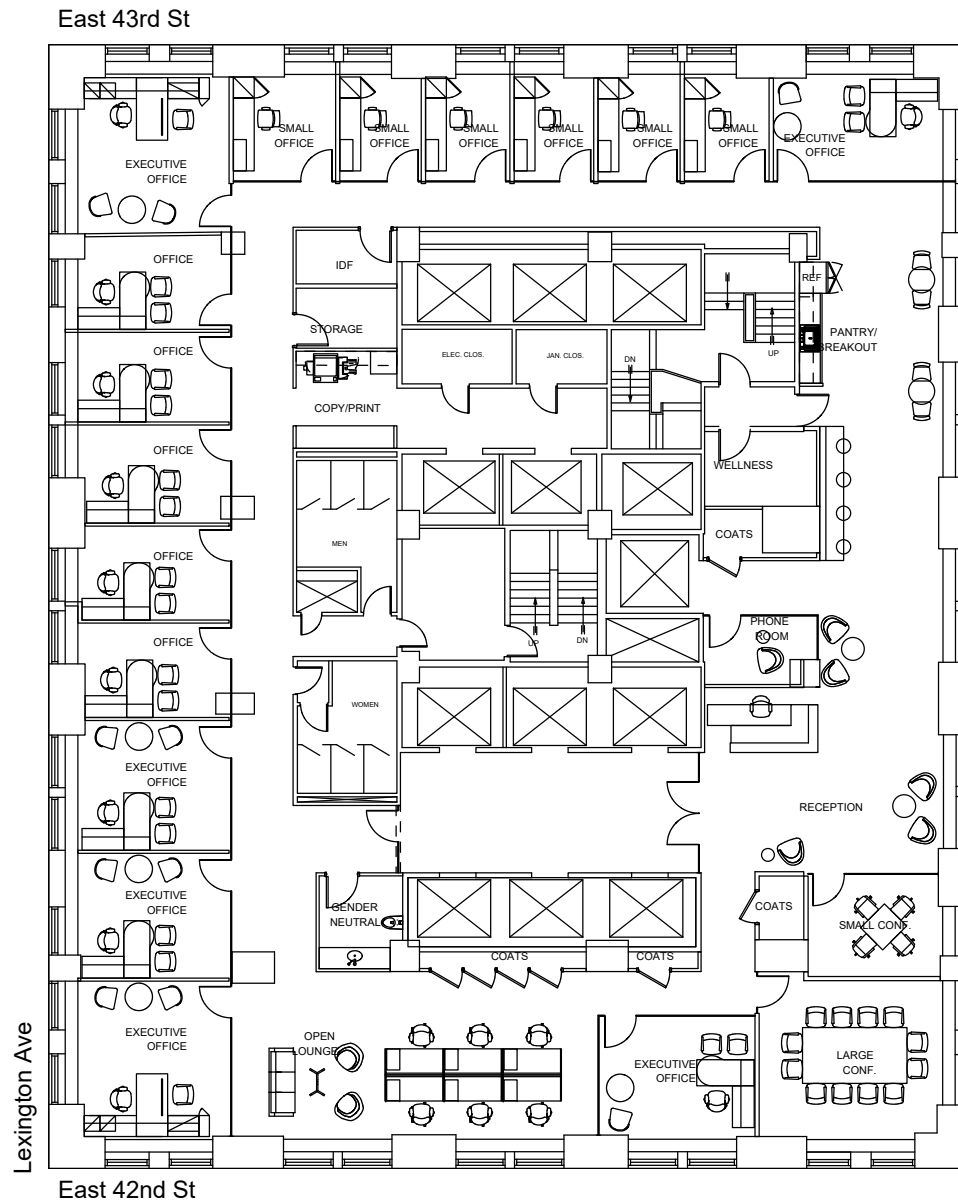 East 43rd St
EXECUTIVE
OFFICE
SMALL
OFFICE
SMALL
OFFICE
SMALL
OFFICE
SMALL
OFFICE
SMALL
OFFICE
SMALL
OFFICE
EXECUTIVE
OFFICE
OFFICE
IDF
REF
STORAGE
UP
PANTRY/
BREAKOUT
OFFICE
ELEC. CLOS.
JAN. CLOS.
DN
COPY/PRINT
OFFICE
WELLNESS
COATS
MEN
OFFICE
PHONE
ROOM
UP
DN
OFFICE
WOMEN
EXECUTIVE
OFFICE
RECEPTION
EXECUTIVE
OFFICE
GENDER
NEUTRAL
COATS
SMALL CONF.
COATS
COATS
EXECUTIVE
OFFICE
OPEN
LOUNGE
EXECUTIVE
OFFICE
LARGE
CONF.
Lexington Ave
East 42nd St